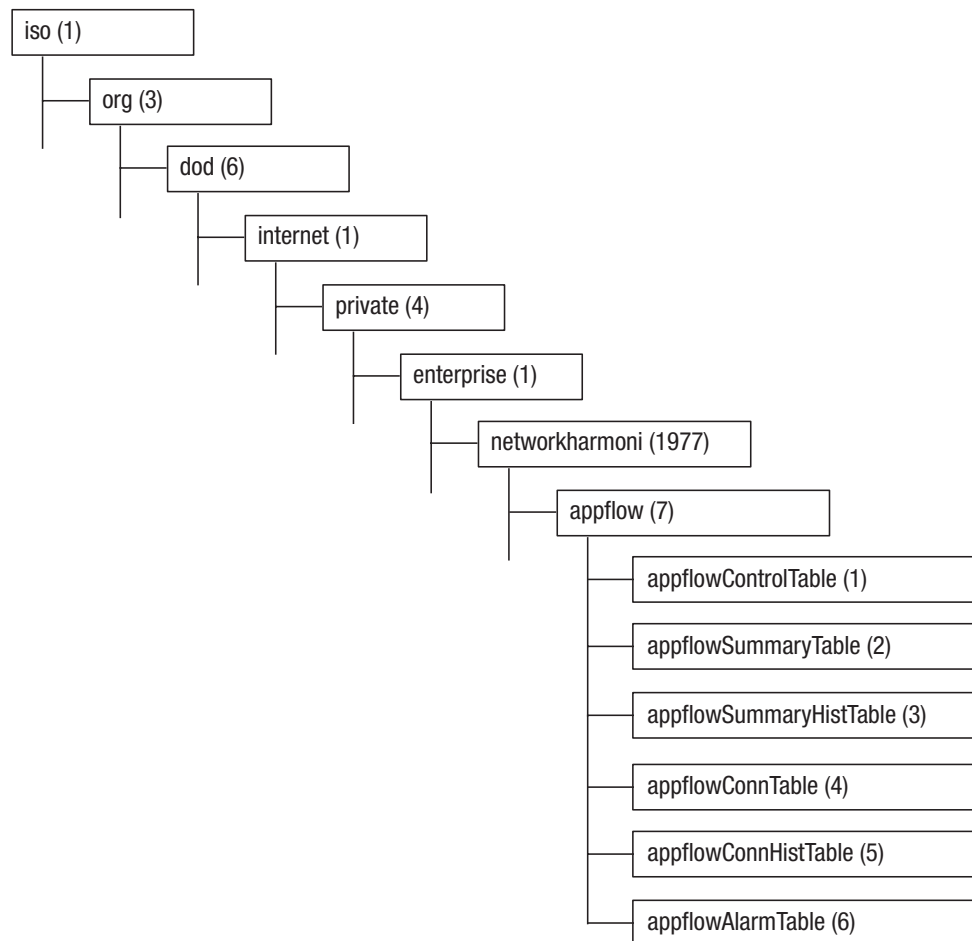 iso (1)
org (3)
dod (6)
internet (1)
private (4)
enterprise (1)
networkharmoni (1977)
appflow (7)
appflowControlTable (1)
appflowSummaryTable (2)
appflowSummaryHistTable (3)
appflowConnTable (4)
appflowConnHistTable (5)
appflowAlarmTable (6)